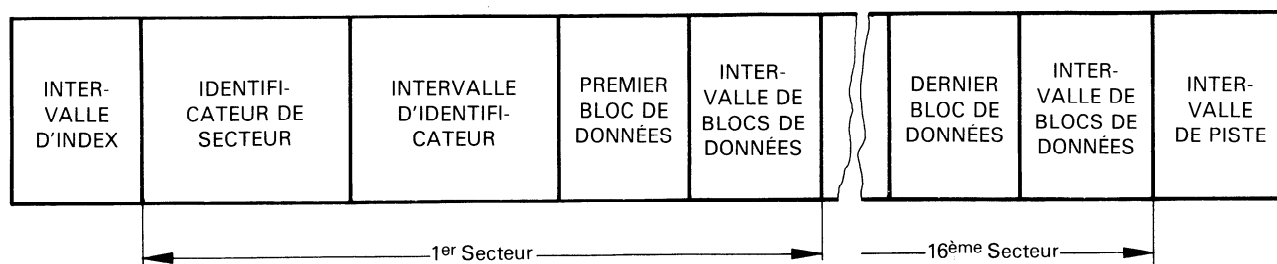 INTER-
VALLE
D'INDEX
IDENTIFI-
CATEUR DE
SECTEUR
INTERVALLE
D'IDENTIFI-
CATEUR
PREMIER
BLOC DE
DONNÉES
INTER-
VALLE DE
BLOCS DE
DONNÉES
DERNIER
BLOC DE
DONNÉES
INTER-
VALLE DE
BLOCS DE
DONNÉES
INTER-
VALLE
DE PISTE
1er Secteur
16ème Secteur